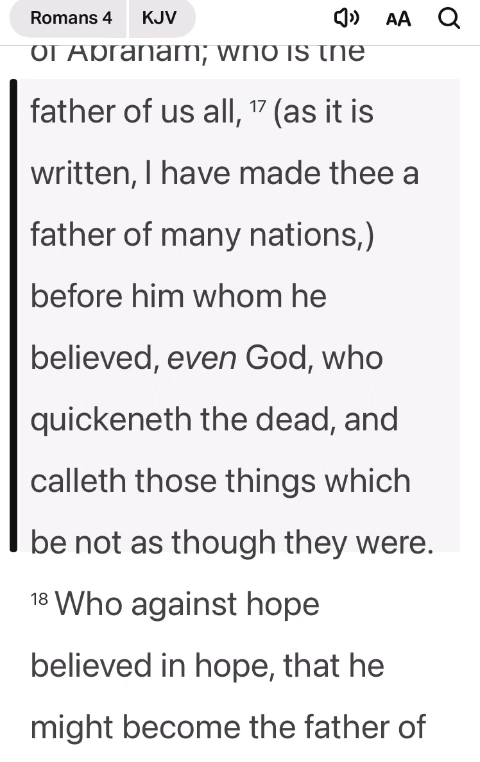 Romans 4 KJV AA
of Abraham; who is the
father of us all, 17 (as it is
written, I have made thee a
father of many nations,)
before him whom he
believed, even God, who
quickeneth the dead, and
calleth those things which
be not as though they were.
18 Who against hope
believed in hope, that he
might become the father of